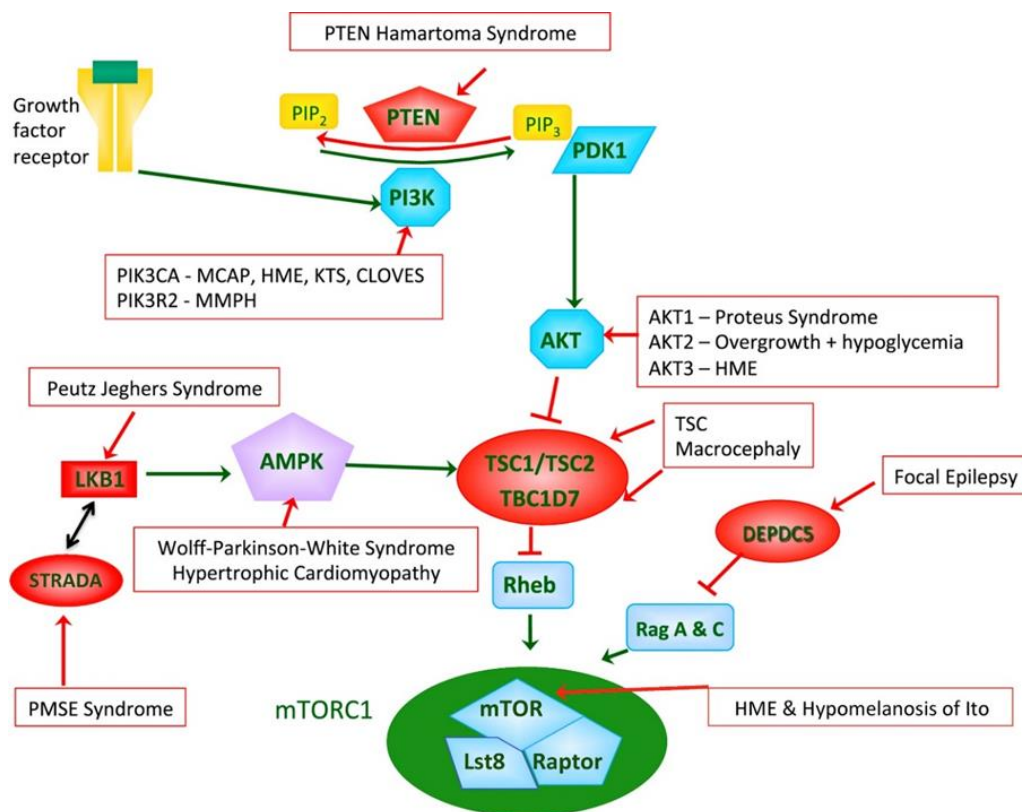 PTEN Hamartoma Syndrome
Growth
factor
receptor
PIP2
PTEN
PIP3
PDK1
PI3K
PIK3CA - MCAP, HME, KTS, CLOVES
PIK3R2 - MMPH
AKT
AKT1 – Proteus Syndrome
AKT2 – Overgrowth + hypoglycemia
AKT3 – HME
Peutz Jeghers Syndrome
LKB1
AMPK
TSC1/TSC2
TBC1D7
TSC
Macrocephaly
Focal Epilepsy
DEPDC5
Wolff-Parkinson-White Syndrome
Hypertrophic Cardiomyopathy
STRADA
Rheb
Rag A & C
PMSE Syndrome
mTORC1
mTOR
Lst8
Raptor
HME & Hypomelanosis of Ito